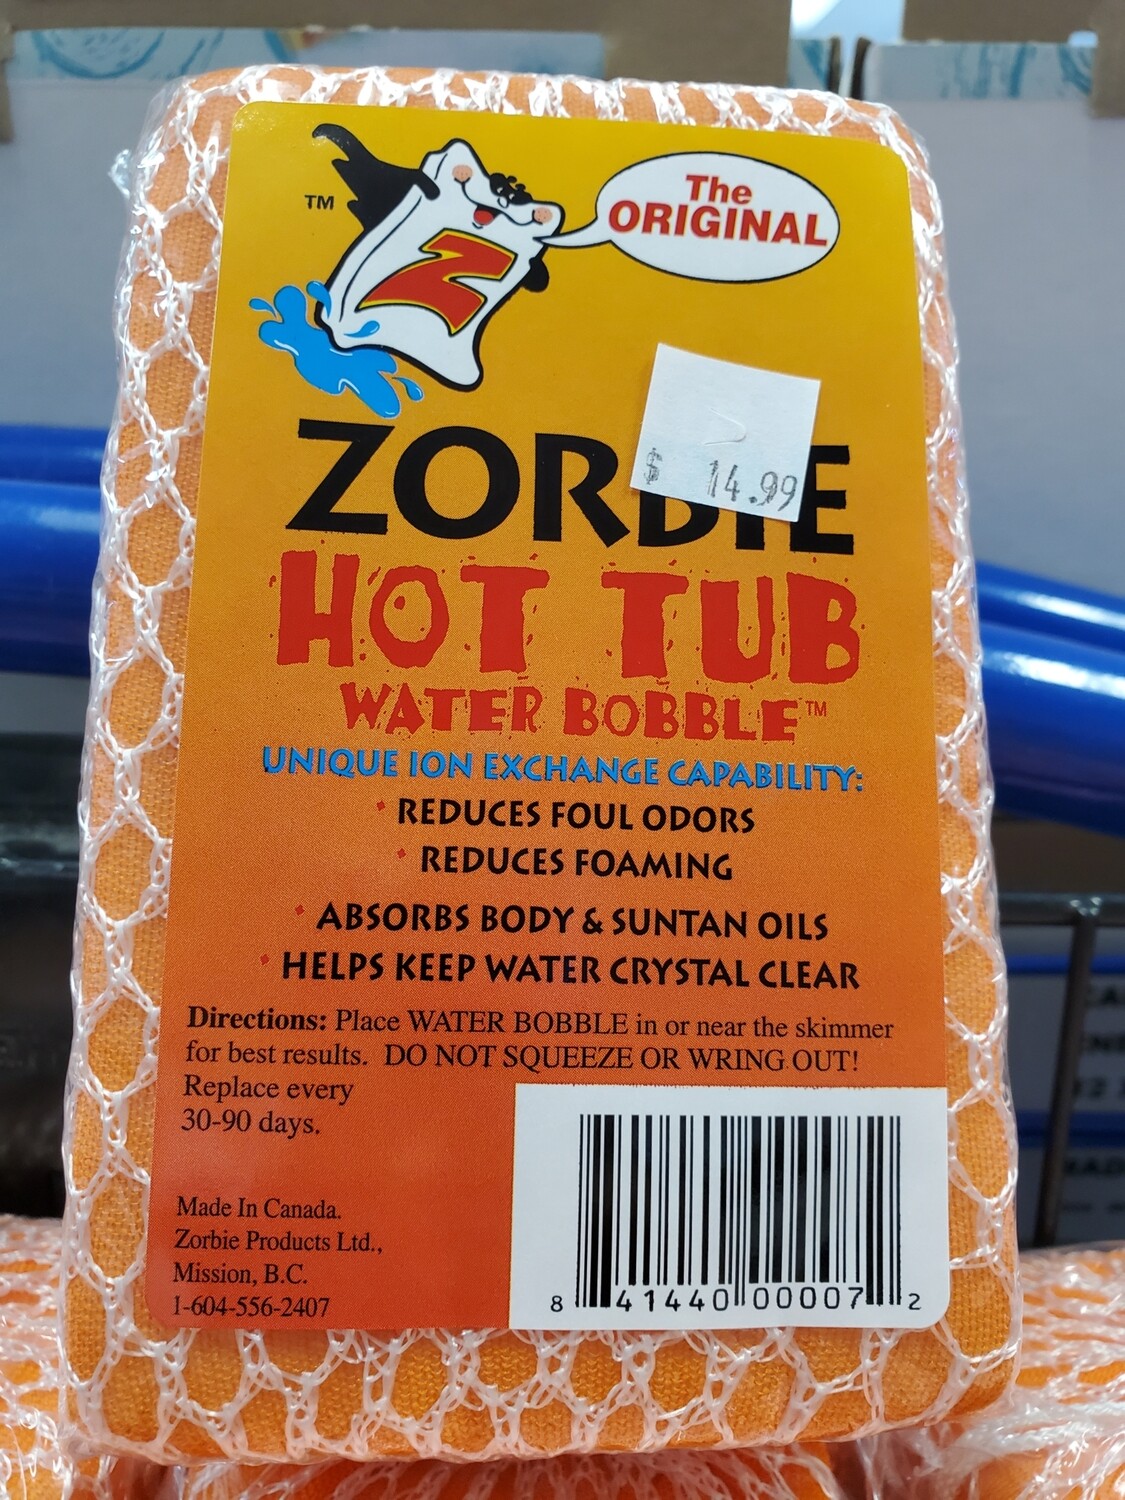 TM
The
ORIGINAL
Z
$ 14.99
ZORBIE
HOT TUB
WATER BOBBLE™
UNIQUE ION EXCHANGE CAPABILITY:
• REDUCES FOUL ODORS
• REDUCES FOAMING
• ABSORBS BODY & SUNTAN OILS
• HELPS KEEP WATER CRYSTAL CLEAR
Directions: Place WATER BOBBLE in or near the skimmer
for best results. DO NOT SQUEEZE OR WRING OUT!
Replace every
30-90 days.
Made In Canada.
Zorbie Products Ltd.,
Mission, B.C.
1-604-556-2407
8 41440 00007 2